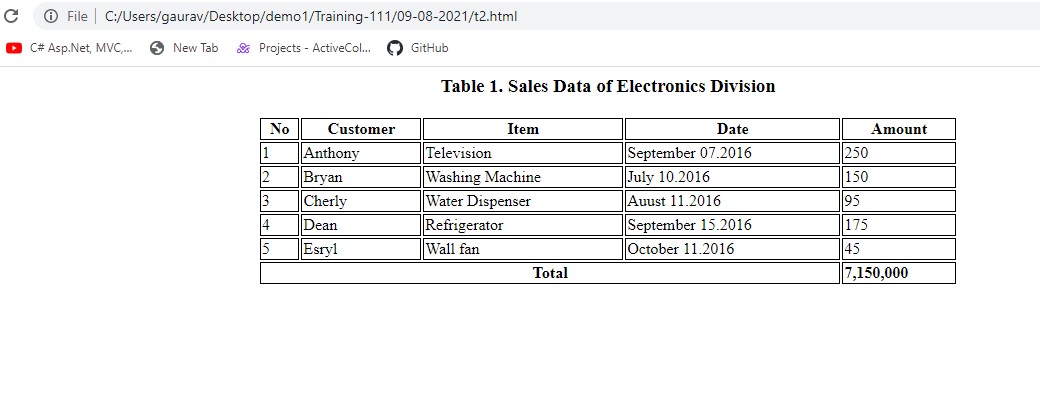 File C:/Users/gaurav/Desktop/demo1/Training-111/09-08-2021/t2.html
C# Asp.Net, MVC,... New Tab Projects - ActiveCol... GitHub
Table 1. Sales Data of Electronics Division
No Customer Item Date Amount
1 Anthony Television September 07.2016 250
2 Bryan Washing Machine July 10.2016 150
3 Cherly Water Dispenser Auust 11.2016 95
4 Dean Refrigerator September 15.2016 175
5 Esryl Wall fan October 11.2016 45
Total 7,150,000